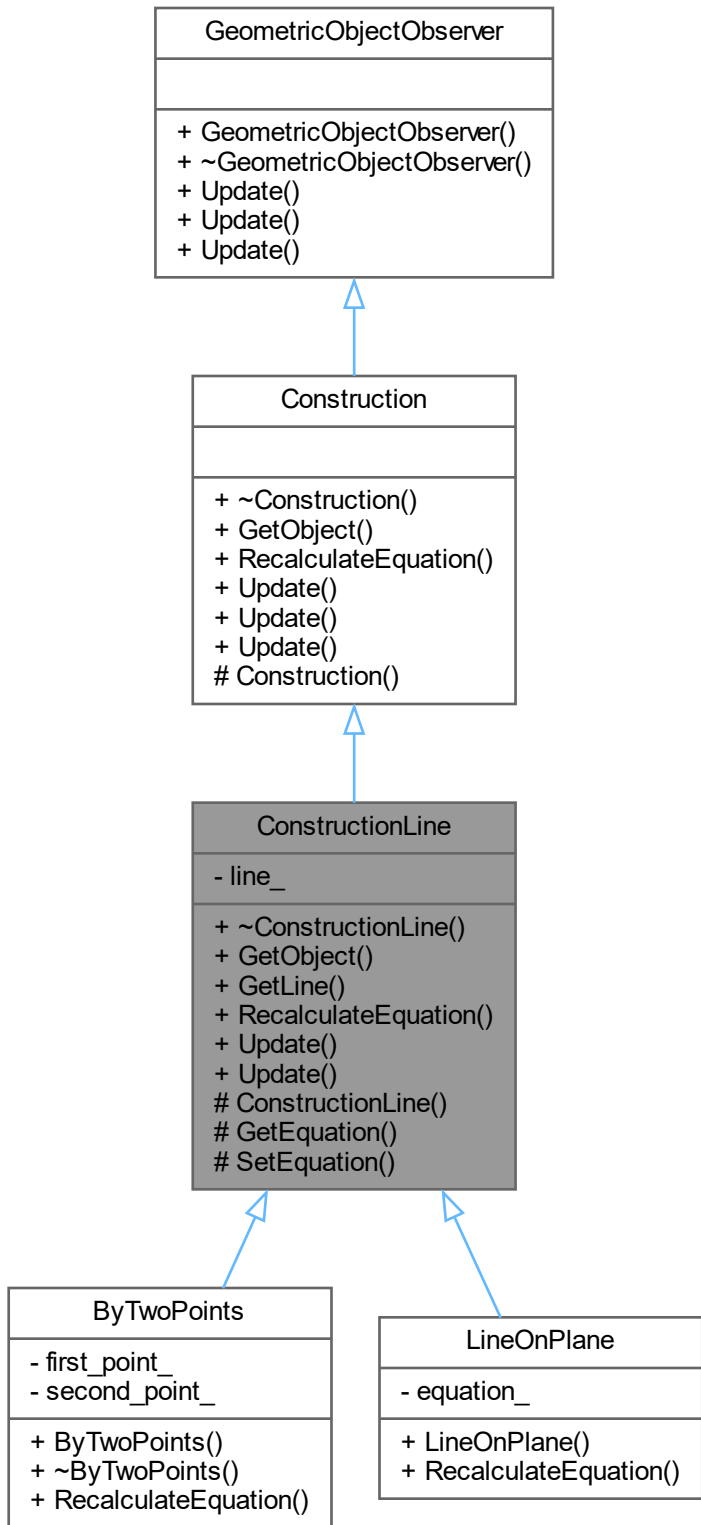 GeometricObjectObserver
+ GeometricObjectObserver()
+ ~GeometricObjectObserver()
+ Update()
+ Update()
+ Update()
Construction
+ ~Construction()
+ GetObject()
+ RecalculateEquation()
+ Update()
+ Update()
+ Update()
# Construction()
ConstructionLine
- line_
+ ~ConstructionLine()
+ GetObject()
+ GetLine()
+ RecalculateEquation()
+ Update()
+ Update()
# ConstructionLine()
# GetEquation()
# SetEquation()
ByTwoPoints
- first_point_
- second_point_
+ ByTwoPoints()
+ ~ByTwoPoints()
+ RecalculateEquation()
LineOnPlane
- equation_
+ LineOnPlane()
+ RecalculateEquation()